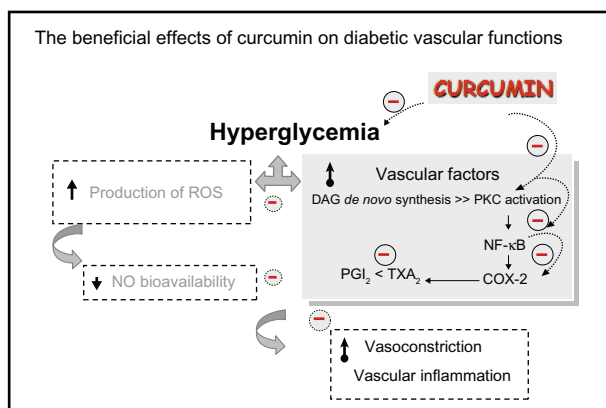 The beneficial effects of curcumin on diabetic vascular functions
CURCUMIN
Hyperglycemia
Production of ROS
Vascular factors
DAG de novo synthesis >> PKC activation
NF-κB
NO bioavailability
PGI₂ < TXA₂
COX-2
Vasoconstriction
Vascular inflammation